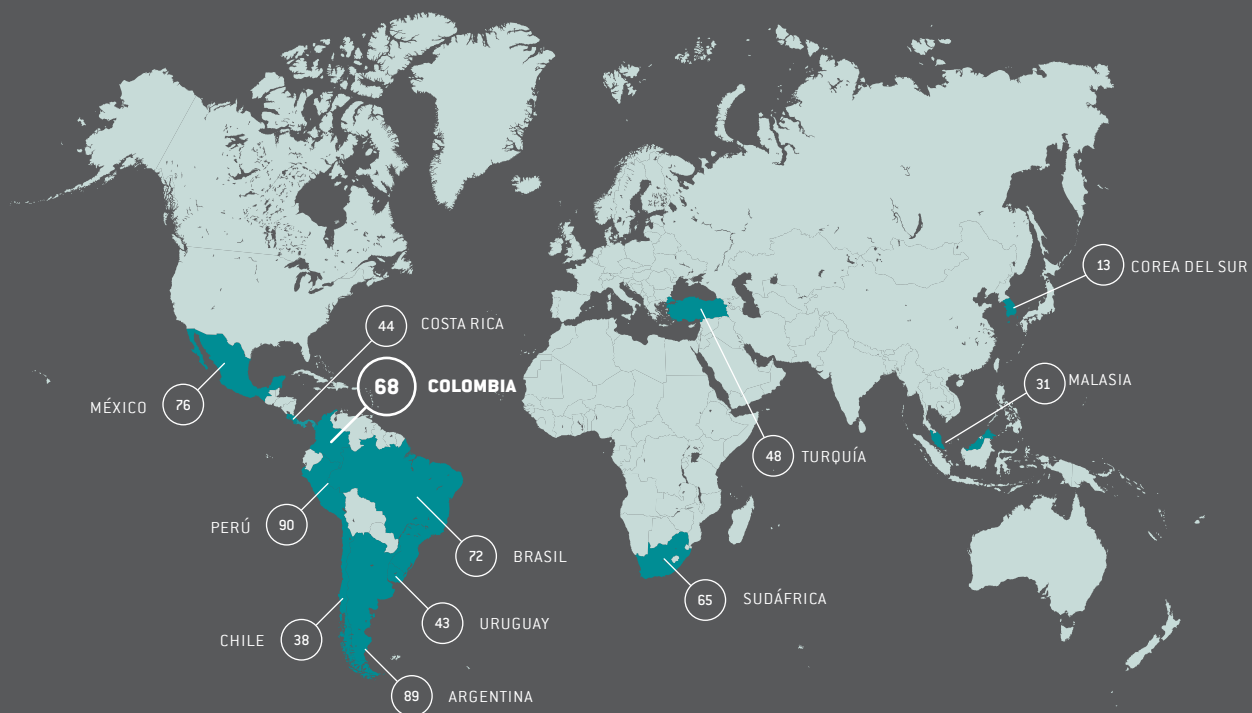 13 COREA DEL SUR
44 COSTA RICA
68 COLOMBIA
31 MALASIA
MÉXICO 76
48 TURQUÍA
PERÚ 90
72 BRASIL
65 SUDÁFRICA
43 URUGUAY
CHILE 38
89 ARGENTINA